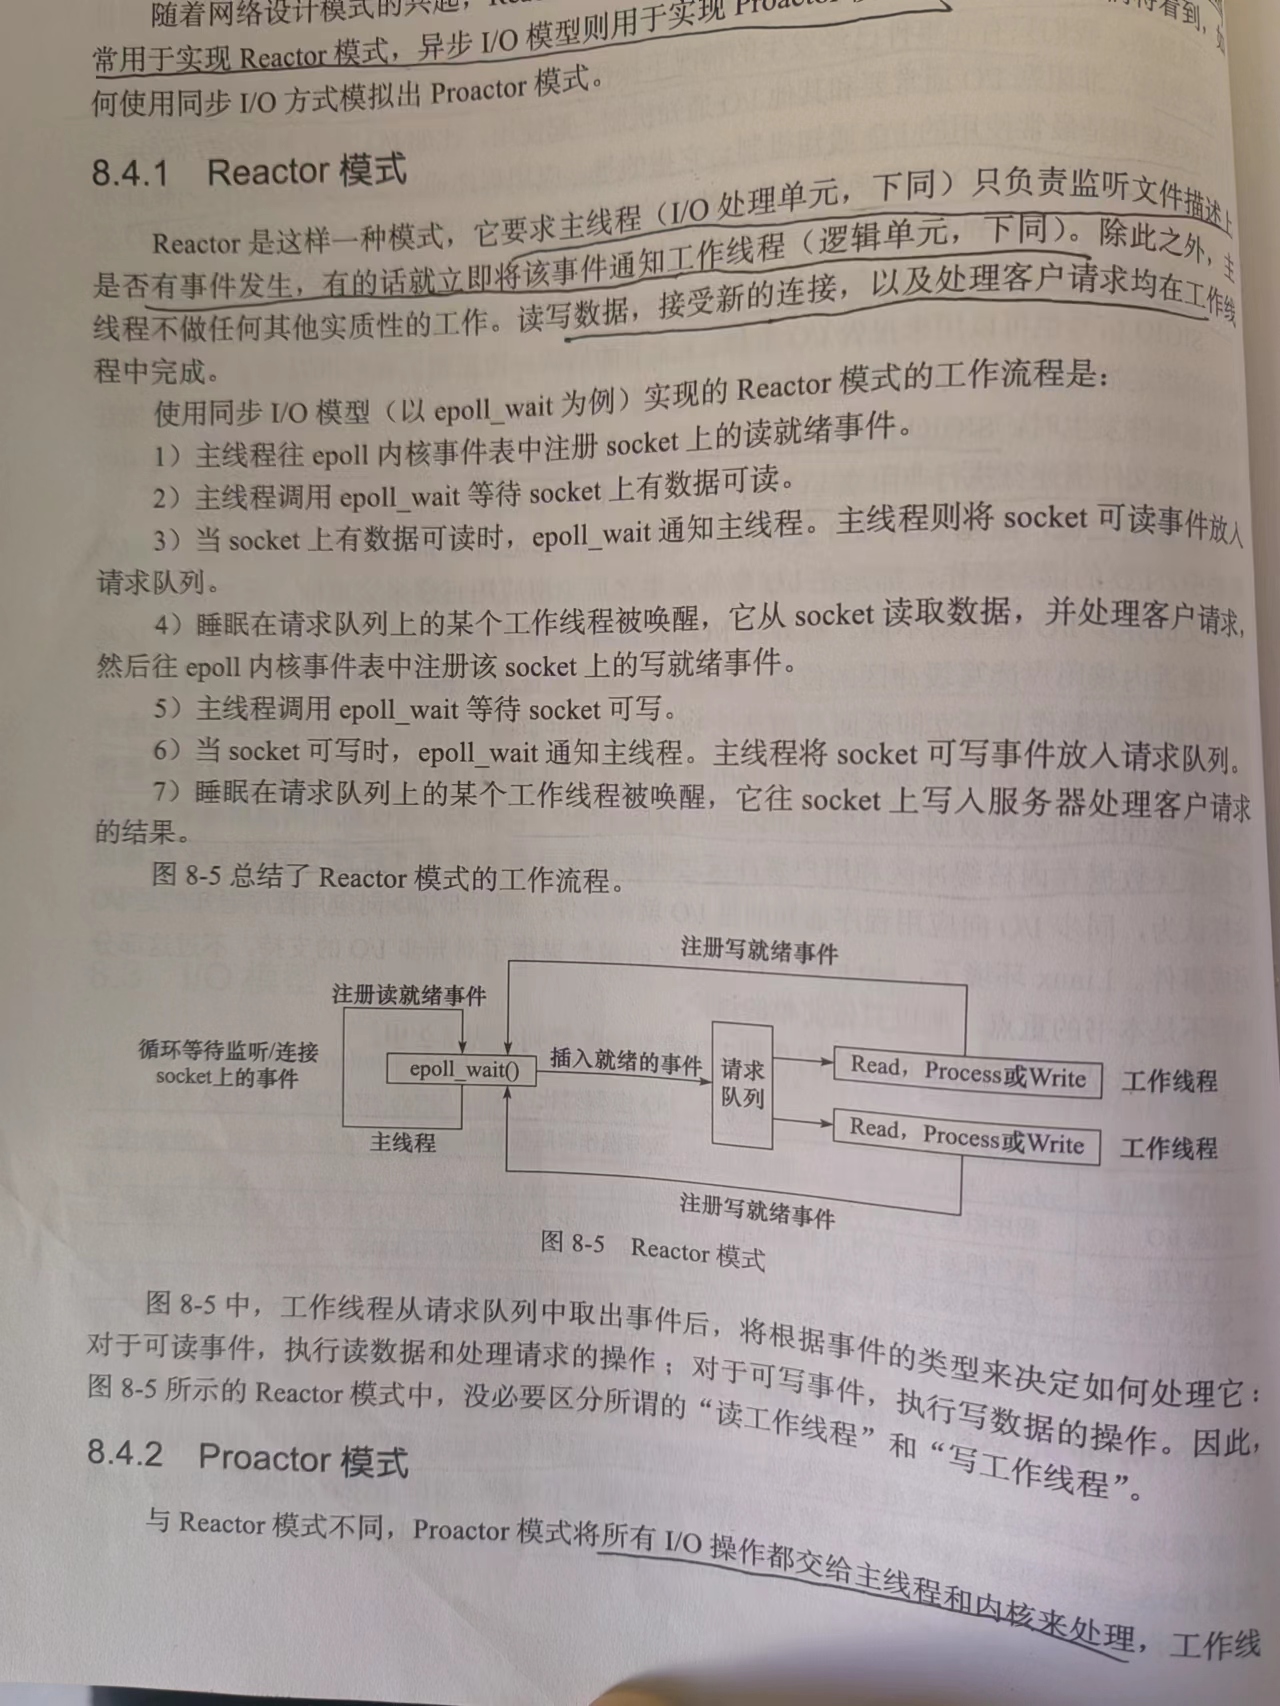 随着网络设计模式的兴起,
常用于实现 Reactor 模式,异步 I/O 模型则用于实现 Proactor
何使用同步 I/O 方式模拟出 Proactor 模式。
8.4.1 Reactor 模式
Reactor 是这样一种模式,它要求主线程(I/O 处理单元,下同)只负责监听文件描述上
是否有事件发生,有的话就立即将该事件通知工作线程(逻辑单元,下同)。除此之外,主
线程不做任何其他实质性的工作。读写数据,接受新的连接,以及处理客户请求均在工作线
程中完成。
使用同步 I/O 模型(以 epoll_wait 为例)实现的 Reactor 模式的工作流程是:
1)主线程往 epoll 内核事件表中注册 socket 上的读就绪事件。
2)主线程调用 epoll_wait 等待 socket 上有数据可读。
3)当 socket 上有数据可读时,epoll_wait 通知主线程。主线程则将 socket 可读事件放入
请求队列。
4)睡眠在请求队列上的某个工作线程被唤醒,它从 socket 读取数据,并处理客户请求,
然后往 epoll 内核事件表中注册该 socket 上的写就绪事件。
5)主线程调用 epoll_wait 等待 socket 可写。
6)当 socket 可写时,epoll_wait 通知主线程。主线程将 socket 可写事件放入请求队列。
7)睡眠在请求队列上的某个工作线程被唤醒,它往 socket 上写入服务器处理客户请求
的结果。
图 8-5 总结了 Reactor 模式的工作流程。
注册写就绪事件
注册读就绪事件
循环等待监听/连接
socket上的事件
epoll_wait()
插入就绪的事件
请求
队列
Read,Process或Write
工作线程
Read,Process或Write
工作线程
主线程
注册写就绪事件
图 8-5 Reactor 模式
图 8-5 中,工作线程从请求队列中取出事件后,将根据事件的类型来决定如何处理它:
对于可读事件,执行读数据和处理请求的操作;对于可写事件,执行写数据的操作。因此,
图 8-5 所示的 Reactor 模式中,没必要区分所谓的“读工作线程”和“写工作线程”。
8.4.2 Proactor 模式
与 Reactor 模式不同,Proactor 模式将所有 I/O 操作都交给主线程和内核来处理,工作线